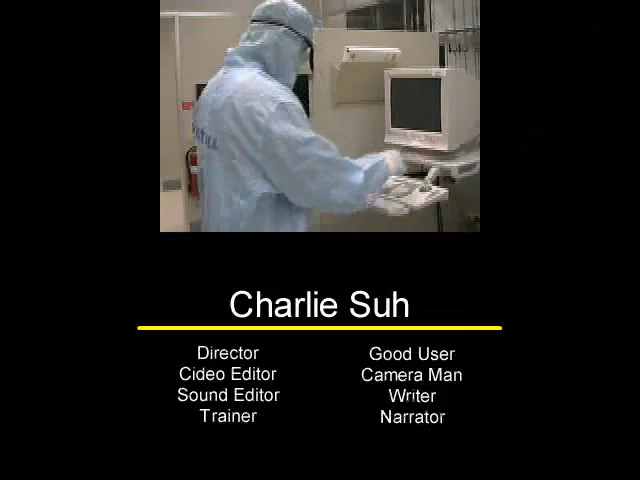 Charlie Suh
Director
Cideo Editor
Sound Editor
Trainer
Good User
Camera Man
Writer
Narrator